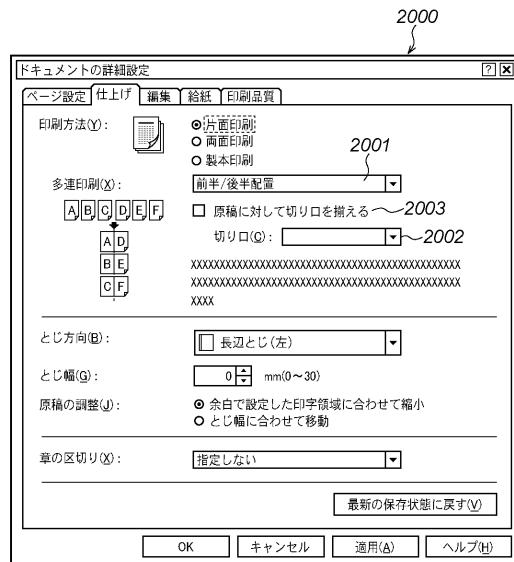 2000
ドキュメントの詳細設定 ?
ページ設定 仕上げ 編集 給紙 印刷品質
印刷方法(Y): 片面印刷
両面印刷
製本印刷
2001
多連印刷(X): 前半/後半配置
A B C D E F
原稿に対して切り口を揃える 2003
切り口(C): 2002
A D
B E
C F
XXXXXXXXXXXXXXXXXXXXXXXXXXXXXXXXXXXXXXXXXXXXX
XXXXXXXXXXXXXXXXXXXXXXXXXXXXXXXXXXXXXXXXXXXXX
XXXX
とじ方向(B): 長辺とじ(左)
とじ幅(G): 0 mm(0～30)
原稿の調整(J): 余白で設定した印字領域に合わせて縮小
とじ幅に合わせて移動
章の区切り(X): 指定しない
最新の保存状態に戻す(V)
OK キャンセル 適用(A) ヘルプ(H)